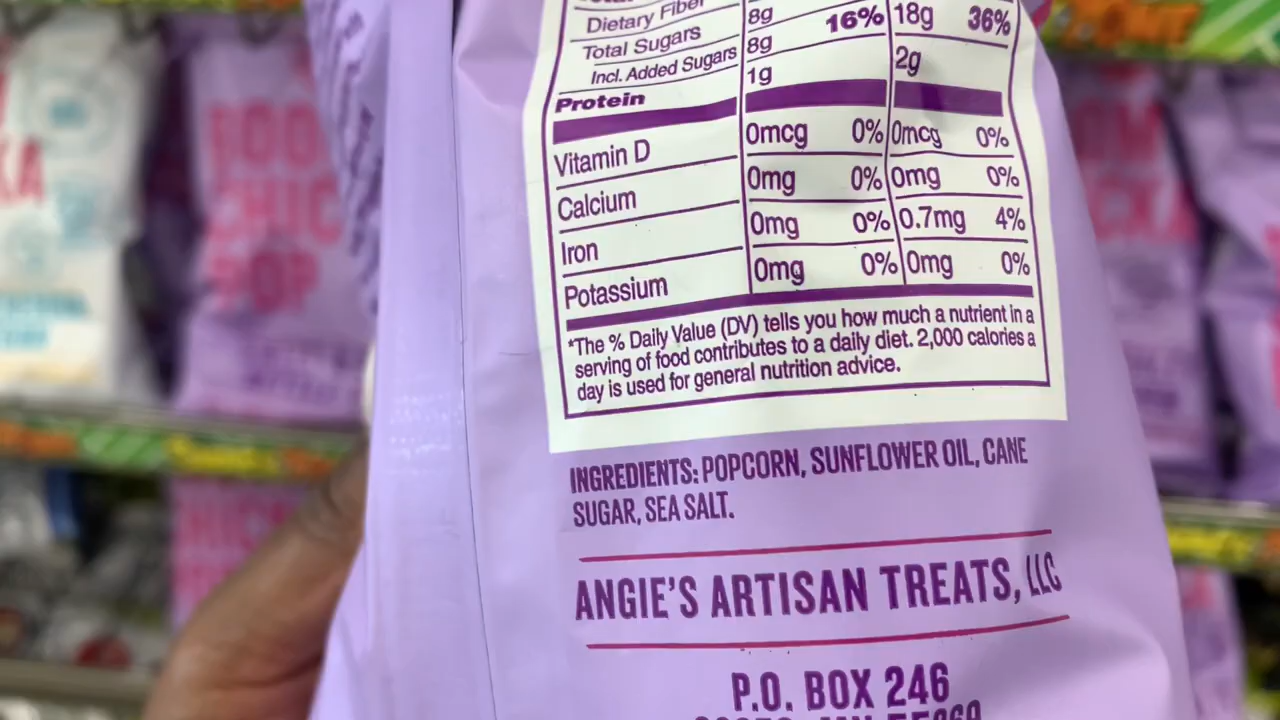 Dietary Fiber
Total Sugars 8g 18g
Incl. Added Sugars 8g 16% 36%
Protein 1g 2g
Vitamin D 0mcg 0% 0mcg 0%
Calcium 0mg 0% 0mg 0%
Iron 0mg 0% 0.7mg 4%
Potassium 0mg 0% 0mg 0%
*The % Daily Value (DV) tells you how much a nutrient in a
serving of food contributes to a daily diet. 2,000 calories a
day is used for general nutrition advice.
INGREDIENTS: POPCORN, SUNFLOWER OIL, CANE
SUGAR, SEA SALT.
ANGIE'S ARTISAN TREATS, LLC
P.O. BOX 246